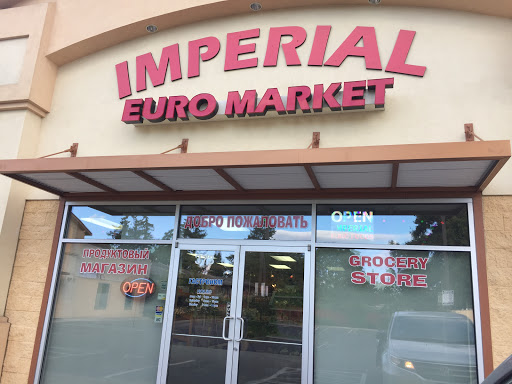 IMPERIAL
EURO MARKET
ДОБРО ПОЖАЛОВАТЬ
OPEN
ПРОДУКТОВЫЙ
МАГАЗИН
OPEN
GROCERY
STORE